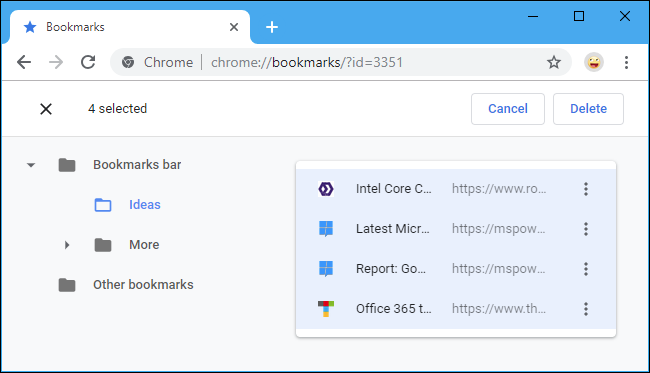 Bookmarks
Chrome | chrome://bookmarks/?id=3351
4 selected Cancel Delete
Bookmarks bar
Ideas
More
Other bookmarks
Intel Core C... https://www.ro...
Latest Micr... https://mspow...
Report: Go... https://mspow...
Office 365 t... https://www.th...